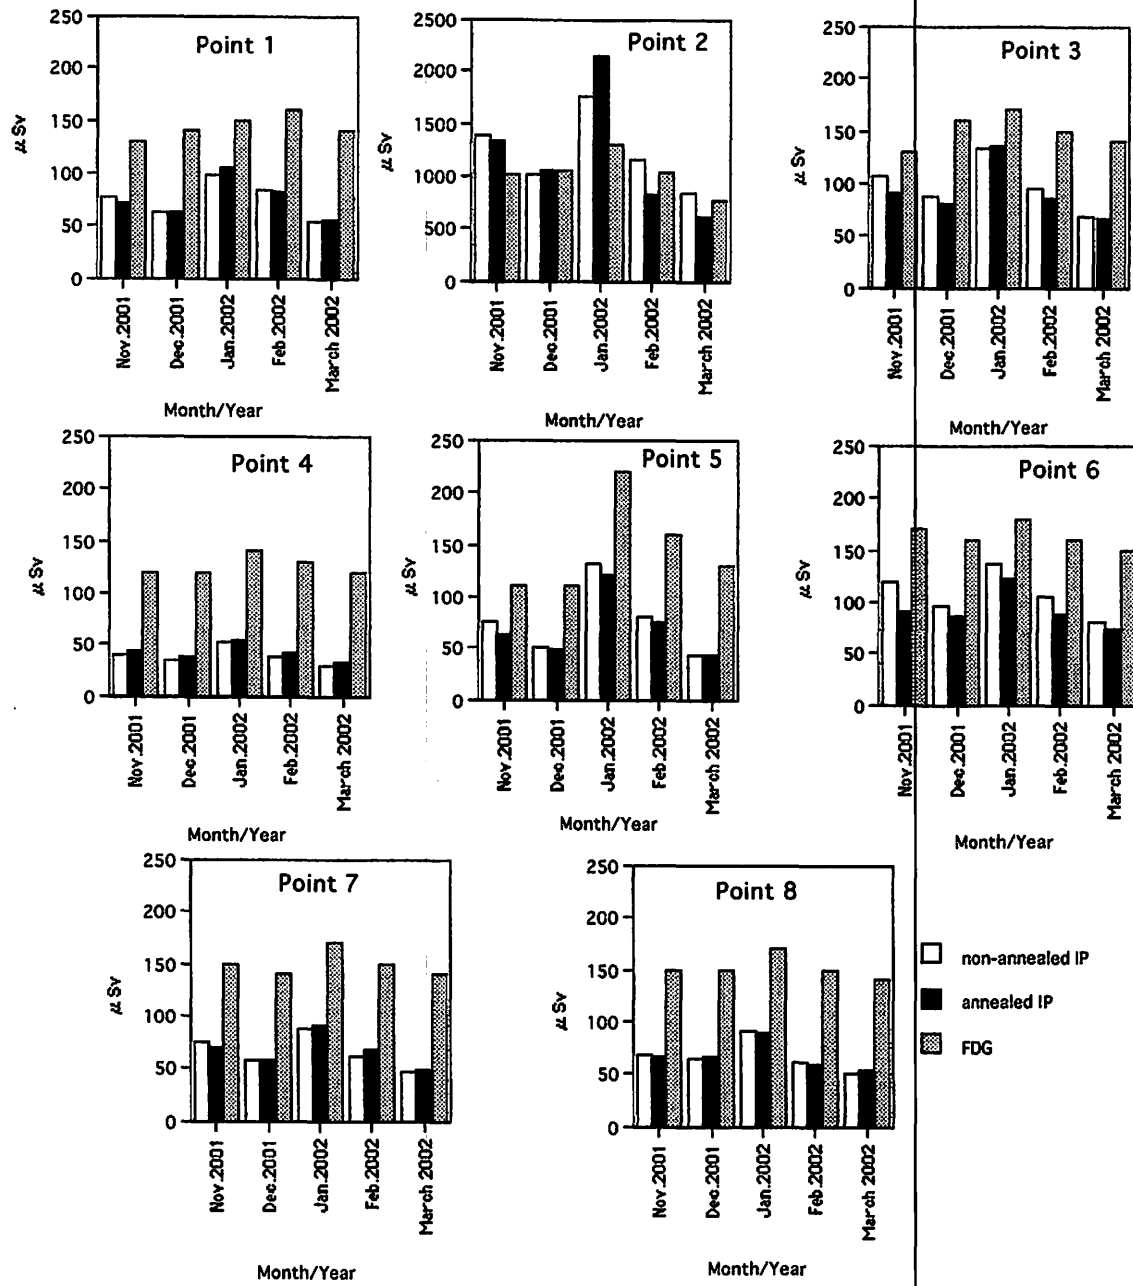 Point 1
250
200
150
100
50
0
μSv
Nov.2001
Dec.2001
Jan.2002
Feb.2002
March 2002
Month/Year
Point 2
2500
2000
1500
1000
500
0
μSv
Nov.2001
Dec.2001
Jan.2002
Feb.2002
March 2002
Month/Year
Point 3
250
200
150
100
50
0
μSv
Nov.2001
Dec.2001
Jan.2002
Feb.2002
March 2002
Month/Year
Point 4
250
200
150
100
50
0
μSv
Nov.2001
Dec.2001
Jan.2002
Feb.2002
March 2002
Month/Year
Point 5
250
200
150
100
50
0
μSv
Nov.2001
Dec.2001
Jan.2002
Feb.2002
March 2002
Month/Year
Point 6
250
200
150
100
50
0
μSv
Nov.2001
Dec.2001
Jan.2002
Feb.2002
March 2002
Month/Year
Point 7
250
200
150
100
50
0
μSv
Nov.2001
Dec.2001
Jan.2002
Feb.2002
March 2002
Month/Year
Point 8
250
200
150
100
50
0
μSv
Nov.2001
Dec.2001
Jan.2002
Feb.2002
March 2002
Month/Year
non-annealed IP
annealed IP
FDG